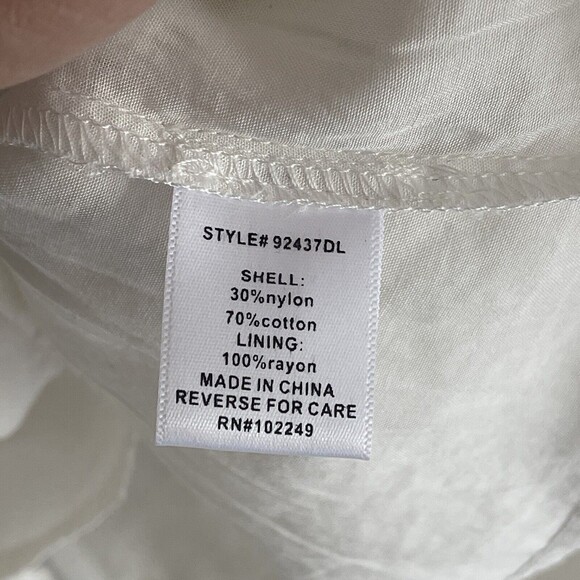 STYLE# 92437DL
SHELL:
30%nylon
70%cotton
LINING:
100%rayon
MADE IN CHINA
REVERSE FOR CARE
RN#102249